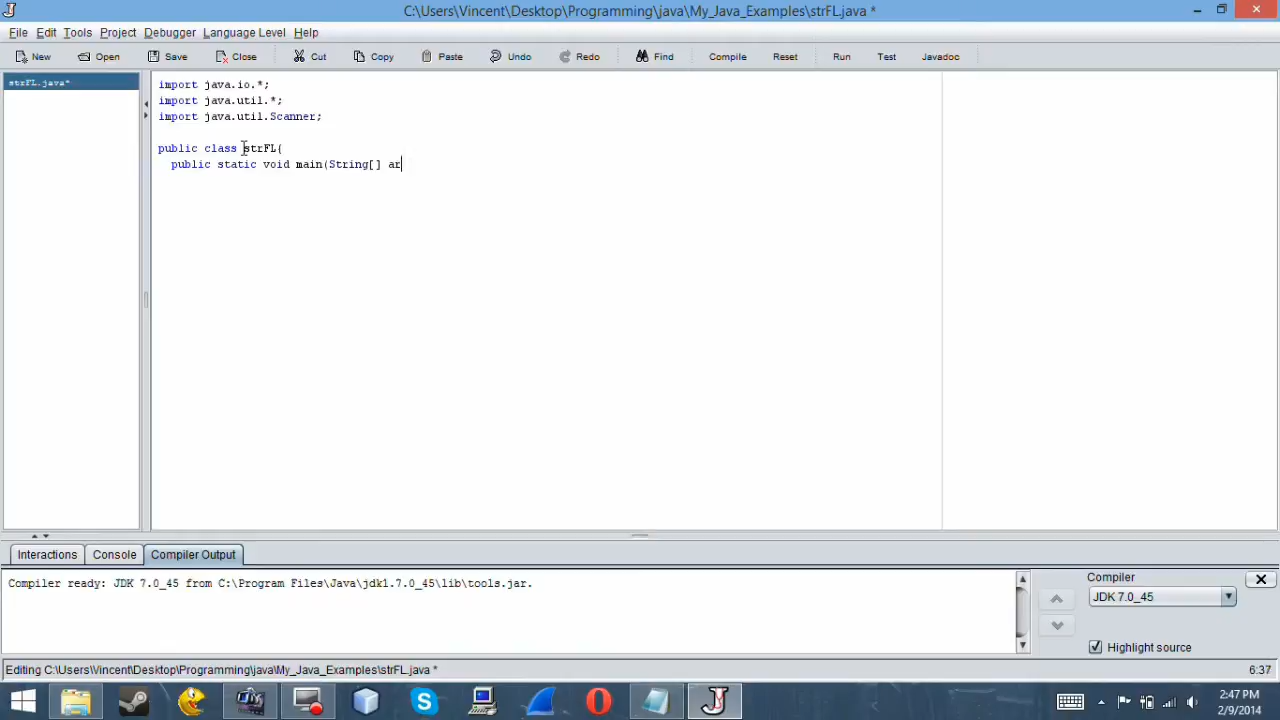 C:\Users\Vincent\Desktop\Programming\java\My_Java_Examples\strFL.java *
File Edit Tools Project Debugger Language Level Help
New Open Save Close Cut Copy Paste Undo Redo Find Compile Reset Run Test Javadoc
strFL.java*
import java.io.*;
import java.util.*;
import java.util.Scanner;
public class strFL{
public static void main(String[] ar
Interactions Console Compiler Output
Compiler ready: JDK 7.0_45 from C:\Program Files\Java\jdk1.7.0_45\lib\tools.jar.
Compiler
JDK 7.0_45
Highlight source
Editing C:\Users\Vincent\Desktop\Programming\java\My_Java_Examples\strFL.java * 6:37
2:47 PM
2/9/2014